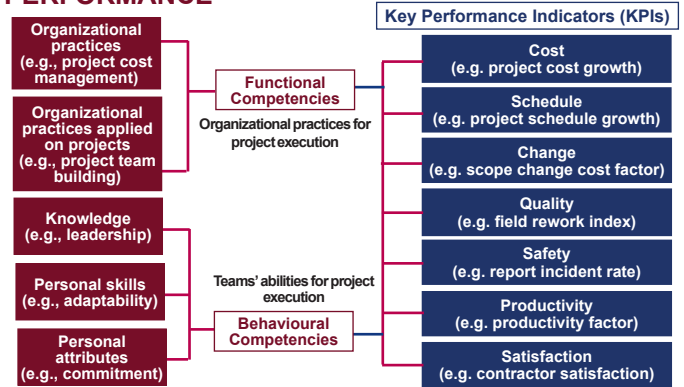 PERFORMANCE
Key Performance Indicators (KPIs)
Organizational
practices
(e.g., project cost
management)
Organizational
practices applied
on projects
(e.g., project team
building)
Knowledge
(e.g., leadership)
Personal skills
(e.g., adaptability)
Personal
attributes
(e.g., commitment)
Functional
Competencies
Organizational practices for
project execution
Teams' abilities for project
execution
Behavioural
Competencies
Cost
(e.g. project cost growth)
Schedule
(e.g. project schedule growth)
Change
(e.g. scope change cost factor)
Quality
(e.g. field rework index)
Safety
(e.g. report incident rate)
Productivity
(e.g. productivity factor)
Satisfaction
(e.g. contractor satisfaction)